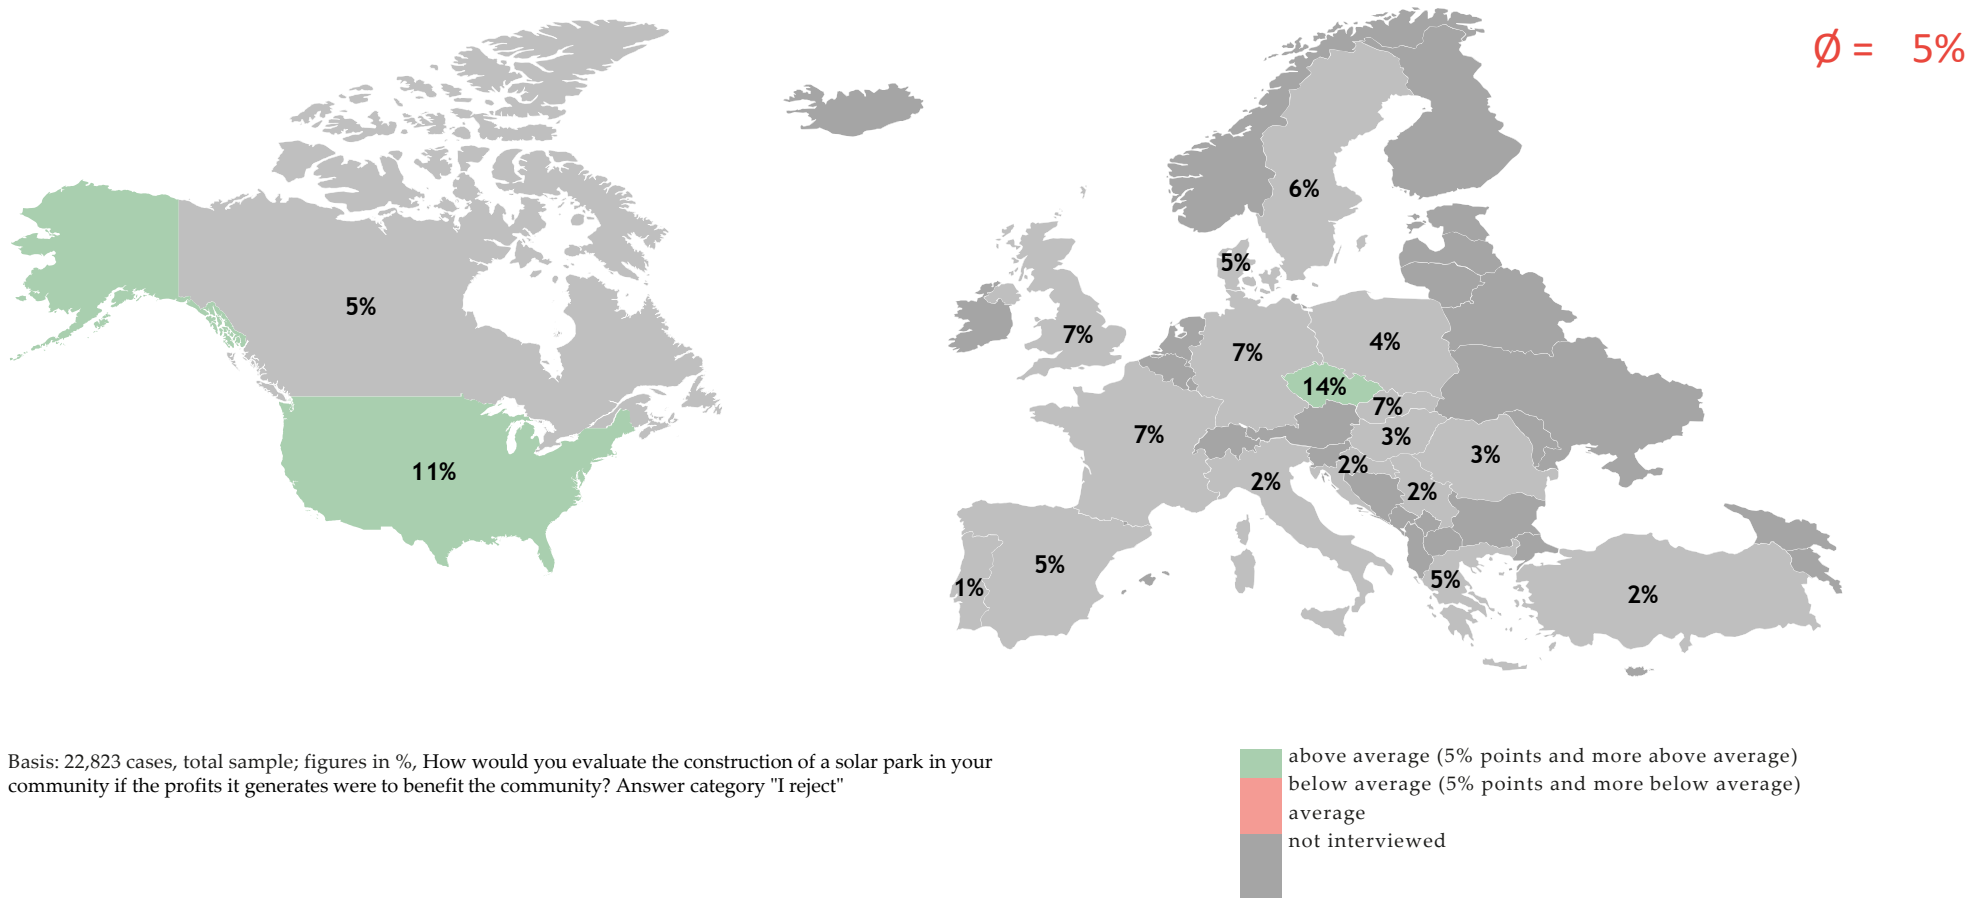 Ø = 5%
6%
5%
5%
7%
7%
4%
14%
7%
7%
3%
3%
2%
11%
2%
2%
5%
1%
5%
2%
Basis: 22,823 cases, total sample; figures in %, How would you evaluate the construction of a solar park in your
community if the profits it generates were to benefit the community? Answer category "I reject"
above average (5% points and more above average)
below average (5% points and more below average)
average
not interviewed